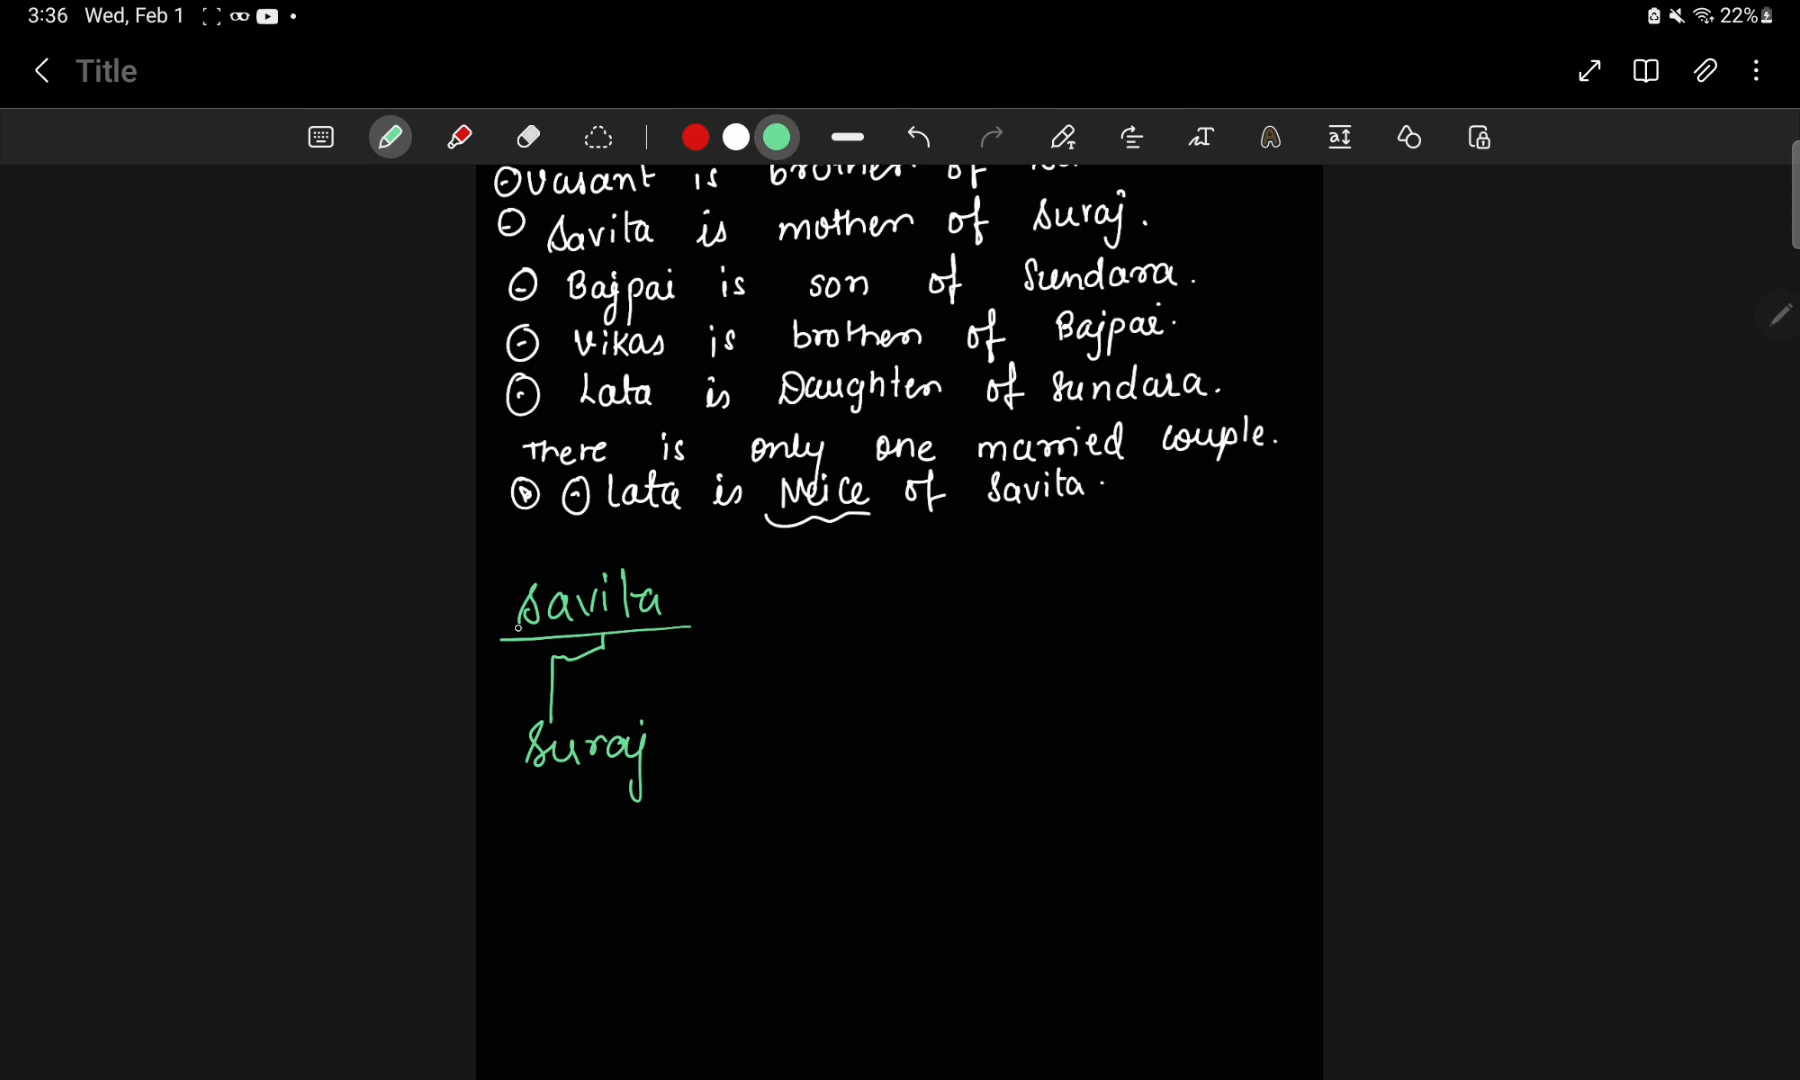 3:36 Wed, Feb 1
22%
Title
Vasant is brother of
Savita is mother of Suraj.
Bajpai is son of Sundara.
Vikas is brother of Bajpai.
Lata is Daughter of Sundara.
There is only one married couple.
Lata is Neice of Savita.
Savita
Suraj